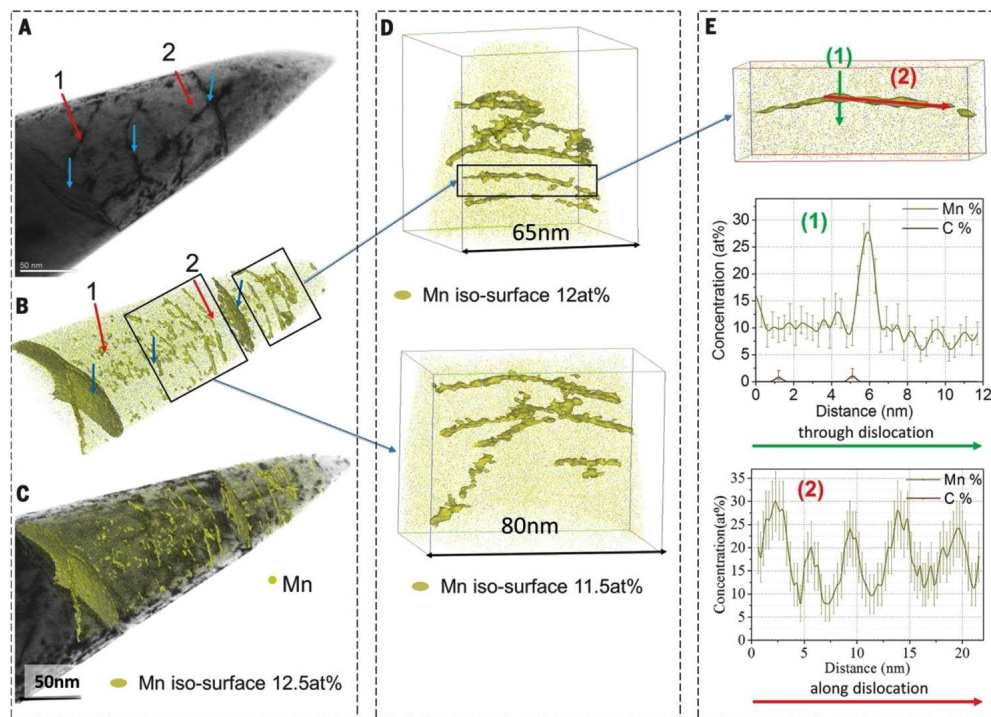 A
1
2
50 nm
B
1
2
C
Mn
50nm
Mn iso-surface 12.5at%
D
65nm
Mn iso-surface 12at%
80nm
Mn iso-surface 11.5at%
E
(1)
(2)
(1)
Mn %
C %
Concentration (at%)
30
25
20
15
10
5
0
0 2 4 6 8 10 12
Distance (nm)
through dislocation
(2)
Mn %
C %
Concentration(at%)
35
30
25
20
15
10
5
0
0 5 10 15 20
Distance (nm)
along dislocation